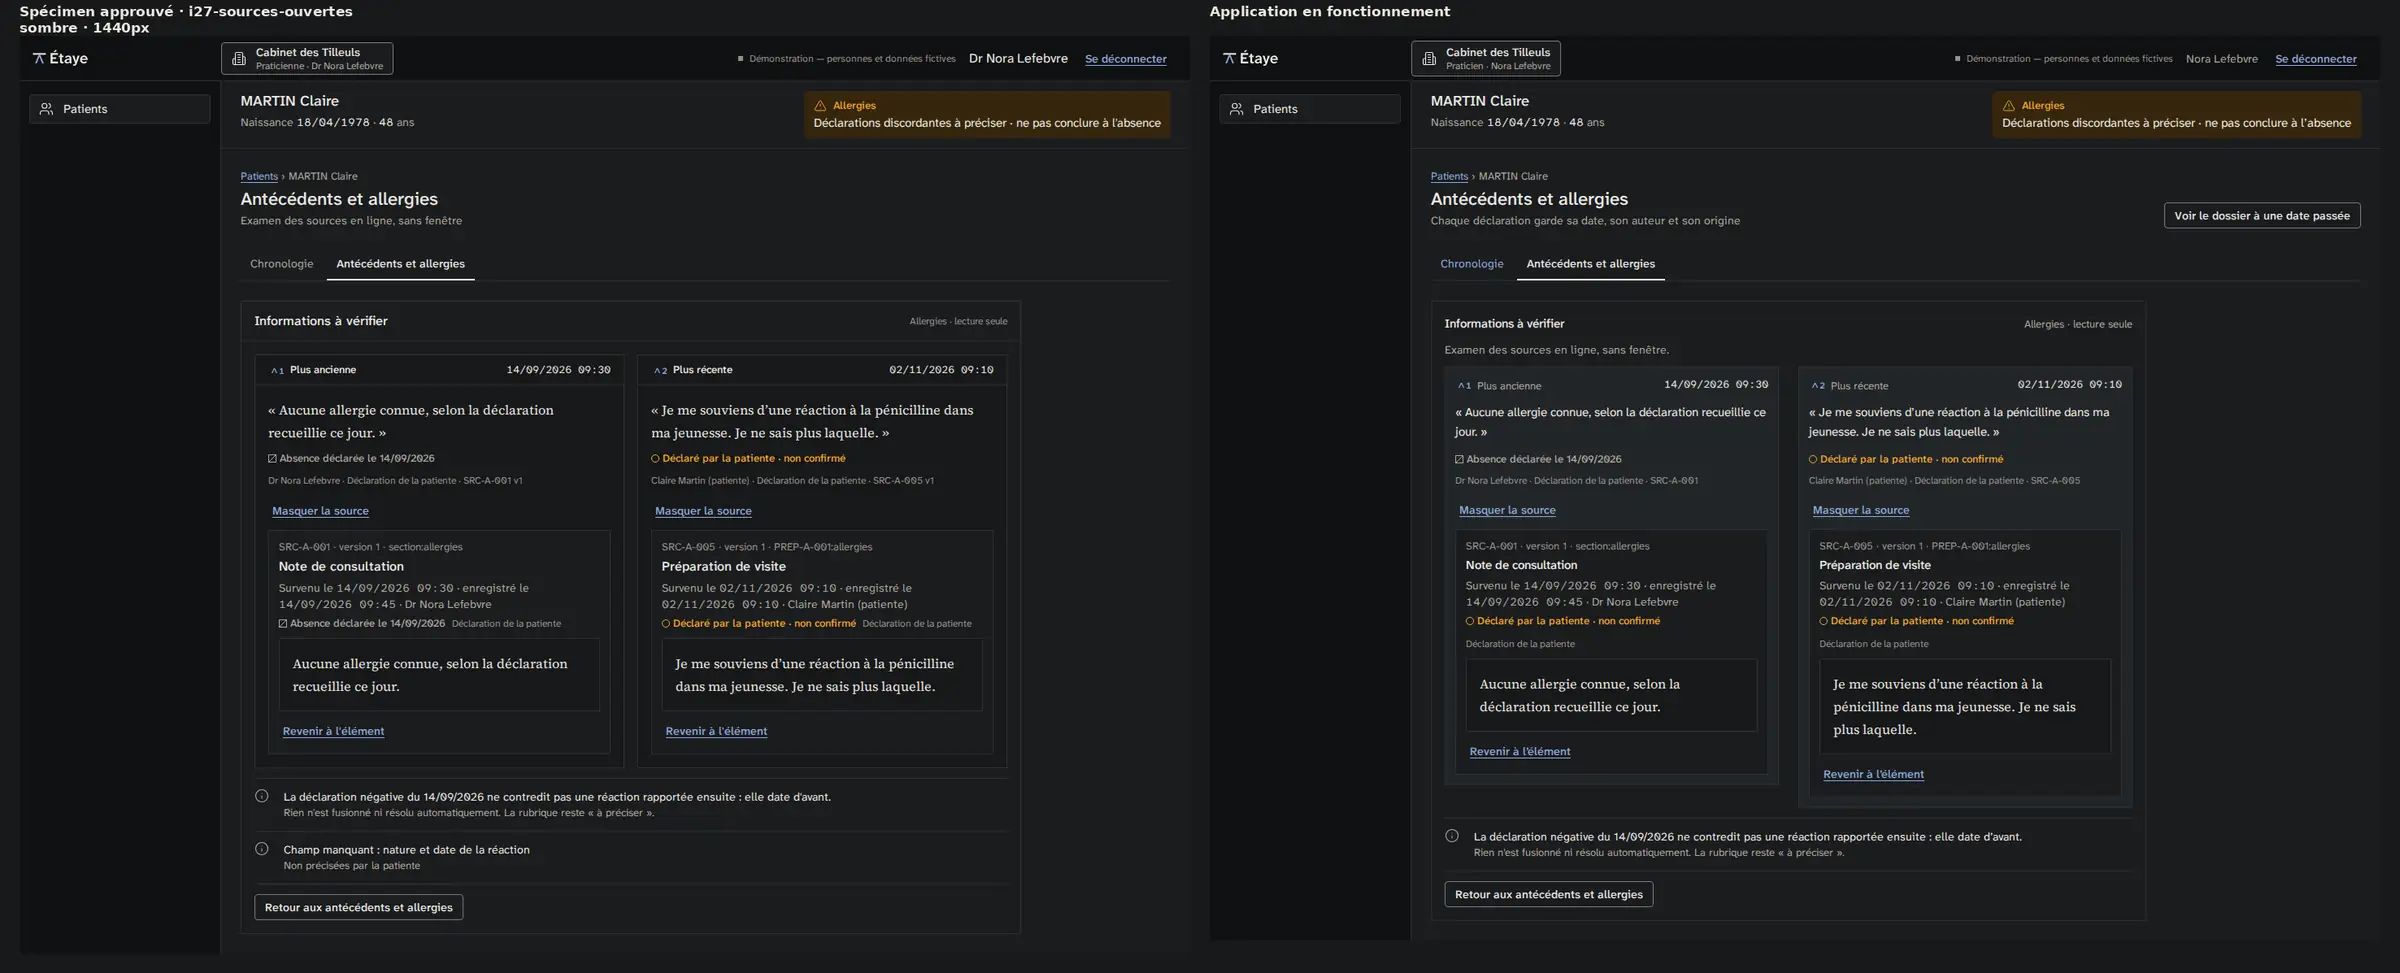 Spécimen approuvé · i27-sources-ouvertes
sombre · 1440px
Étaye
Cabinet des Tilleuls
Praticienne · Dr Nora Lefebvre
Démonstration — personnes et données fictives
Dr Nora Lefebvre
Se déconnecter
Patients
MARTIN Claire
Naissance 18/04/1978 · 48 ans
Allergies
Déclarations discordantes à préciser · ne pas conclure à l'absence
Patients › MARTIN Claire
Antécédents et allergies
Examen des sources en ligne, sans fenêtre
Chronologie
Antécédents et allergies
Informations à vérifier
Allergies · lecture seule
^1 Plus ancienne
14/09/2026 09:30
« Aucune allergie connue, selon la déclaration
recueillie ce jour. »
Absence déclarée le 14/09/2026
Dr Nora Lefebvre · Déclaration de la patiente · SRC-A-001 v1
Masquer la source
SRC-A-001 · version 1 · section:allergies
Note de consultation
Survenu le 14/09/2026 09:30 · enregistré le
14/09/2026 09:45 · Dr Nora Lefebvre
Absence déclarée le 14/09/2026 Déclaration de la patiente
Aucune allergie connue, selon la déclaration
recueillie ce jour.
Revenir à l'élément
^2 Plus récente
02/11/2026 09:10
« Je me souviens d'une réaction à la pénicilline dans
ma jeunesse. Je ne sais plus laquelle. »
Déclaré par la patiente · non confirmé
Claire Martin (patiente) · Déclaration de la patiente · SRC-A-005 v1
Masquer la source
SRC-A-005 · version 1 · PREP-A-001:allergies
Préparation de visite
Survenu le 02/11/2026 09:10 · enregistré le
02/11/2026 09:10 · Claire Martin (patiente)
Déclaré par la patiente · non confirmé Déclaration de la patiente
Je me souviens d'une réaction à la pénicilline
dans ma jeunesse. Je ne sais plus laquelle.
Revenir à l'élément
La déclaration négative du 14/09/2026 ne contredit pas une réaction rapportée ensuite : elle date d'avant.
Rien n'est fusionné ni résolu automatiquement. La rubrique reste « à préciser ».
Champ manquant : nature et date de la réaction
Non précisées par la patiente
Retour aux antécédents et allergies
Application en fonctionnement
Étaye
Cabinet des Tilleuls
Praticien · Nora Lefebvre
Démonstration — personnes et données fictives
Nora Lefebvre
Se déconnecter
Patients
MARTIN Claire
Naissance 18/04/1978 · 48 ans
Allergies
Déclarations discordantes à préciser · ne pas conclure à l'absence
Patients › MARTIN Claire
Antécédents et allergies
Chaque déclaration garde sa date, son auteur et son origine
Voir le dossier à une date passée
Chronologie
Antécédents et allergies
Informations à vérifier
Allergies · lecture seule
Examen des sources en ligne, sans fenêtre.
^1 Plus ancienne
14/09/2026 09:30
« Aucune allergie connue, selon la déclaration recueillie ce
jour. »
Absence déclarée le 14/09/2026
Dr Nora Lefebvre · Déclaration de la patiente · SRC-A-001
Masquer la source
SRC-A-001 · version 1 · section:allergies
Note de consultation
Survenu le 14/09/2026 09:30 · enregistré le
14/09/2026 09:45 · Dr Nora Lefebvre
Déclaré par la patiente · non confirmé
Déclaration de la patiente
Aucune allergie connue, selon la
déclaration recueillie ce jour.
Revenir à l'élément
^2 Plus récente
02/11/2026 09:10
« Je me souviens d'une réaction à la pénicilline dans ma
jeunesse. Je ne sais plus laquelle. »
Déclaré par la patiente · non confirmé
Claire Martin (patiente) · Déclaration de la patiente · SRC-A-005
Masquer la source
SRC-A-005 · version 1 · PREP-A-001:allergies
Préparation de visite
Survenu le 02/11/2026 09:10 · enregistré le
02/11/2026 09:10 · Claire Martin (patiente)
Déclaré par la patiente · non confirmé
Déclaration de la patiente
Je me souviens d'une réaction à la
pénicilline dans ma jeunesse. Je ne sais
plus laquelle.
Revenir à l'élément
La déclaration négative du 14/09/2026 ne contredit pas une réaction rapportée ensuite : elle date d'avant.
Rien n'est fusionné ni résolu automatiquement. La rubrique reste « à préciser ».
Retour aux antécédents et allergies